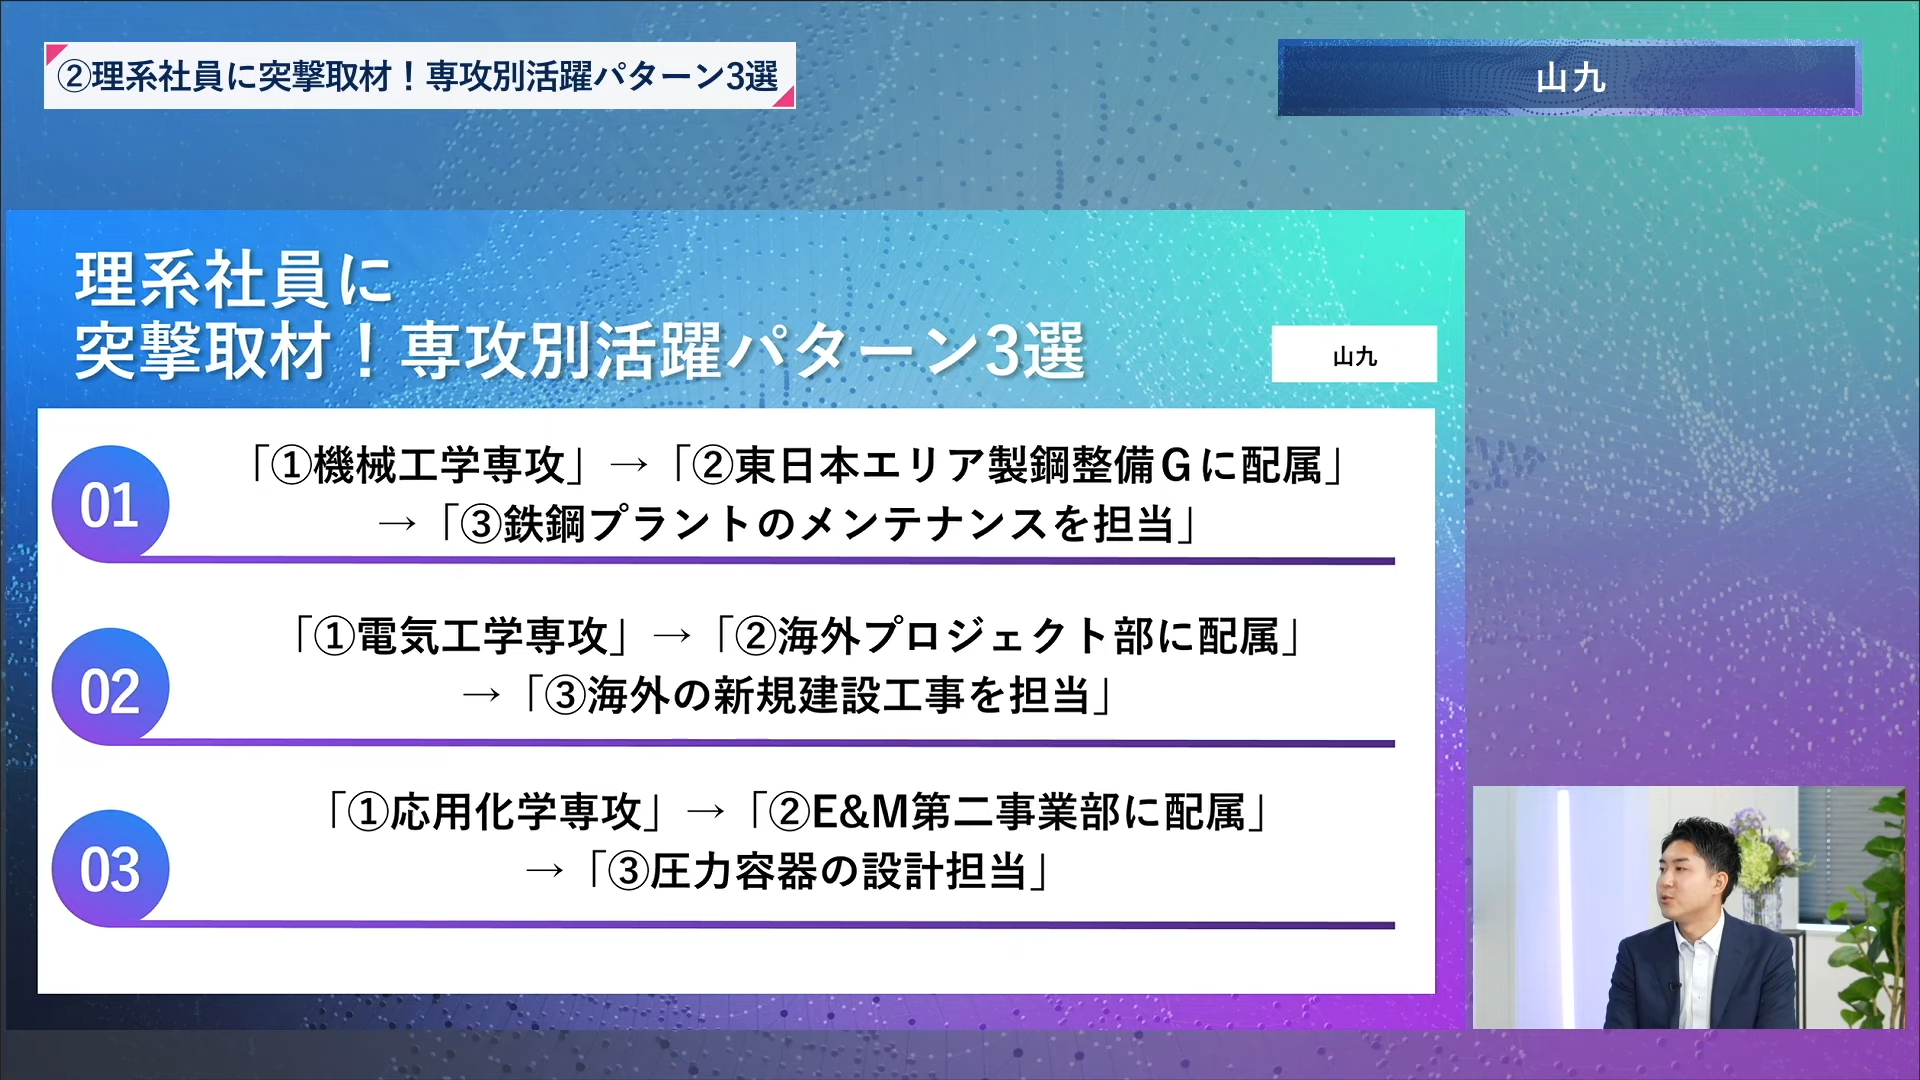 ②理系社員に突撃取材！専攻別活躍パターン3選
山九
理系社員に
突撃取材！専攻別活躍パターン3選
山九
01
「①機械工学専攻」→「②東日本エリア製鋼整備Ｇに配属」
→「③鉄鋼プラントのメンテナンスを担当」
02
「①電気工学専攻」→「②海外プロジェクト部に配属」
→「③海外の新規建設工事を担当」
03
「①応用化学専攻」→「②E&M第二事業部に配属」
→「③圧力容器の設計担当」